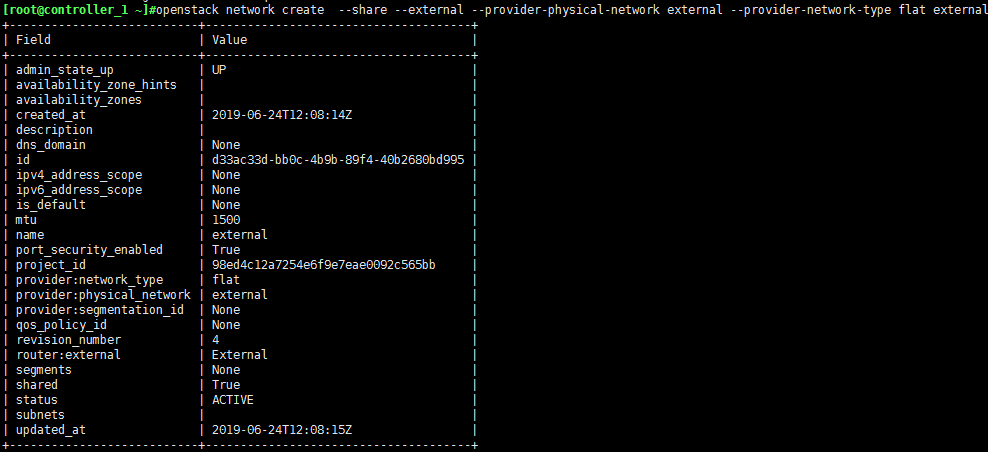 [root@controller_1 ~]#openstack network create  --share --external --provider-physical-network external --provider-network-type flat external
+---------------------------+--------------------------------------+
| Field                     | Value                                |
+---------------------------+--------------------------------------+
| admin_state_up            | UP                                   |
| availability_zone_hints   |                                      |
| availability_zones        |                                      |
| created_at                | 2019-06-24T12:08:14Z                 |
| description               |                                      |
| dns_domain                | None                                 |
| id                        | d33ac33d-bb0c-4b9b-89f4-40b2680bd995 |
| ipv4_address_scope        | None                                 |
| ipv6_address_scope        | None                                 |
| is_default                | None                                 |
| mtu                       | 1500                                 |
| name                      | external                             |
| port_security_enabled     | True                                 |
| project_id                | 98ed4c12a7254e6f9e7eae0092c565bb     |
| provider:network_type     | flat                                 |
| provider:physical_network | external                             |
| provider:segmentation_id  | None                                 |
| qos_policy_id             | None                                 |
| revision_number           | 4                                    |
| router:external           | External                             |
| segments                  | None                                 |
| shared                    | True                                 |
| status                    | ACTIVE                               |
| subnets                   |                                      |
| updated_at                | 2019-06-24T12:08:15Z                 |
+---------------------------+--------------------------------------+